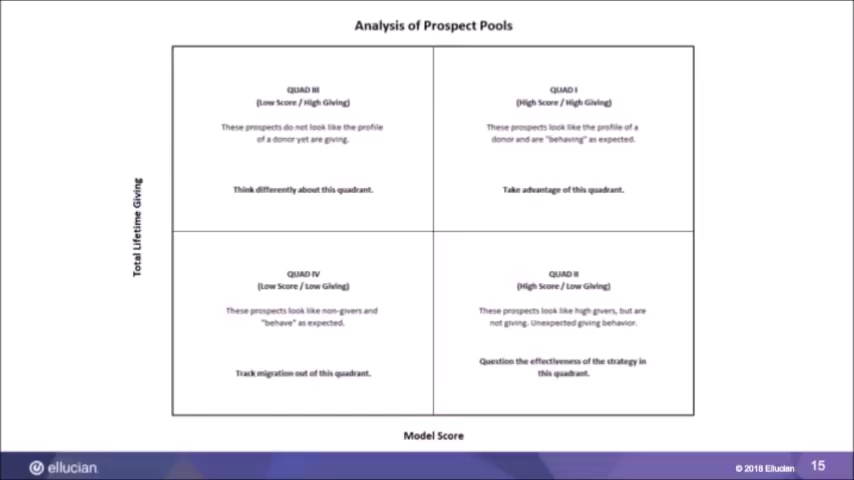 Analysis of Prospect Pools
QUAD III
(Low Score / High Giving)
These prospects do not look like the profile
of a donor yet are giving.
Think differently about this quadrant.
QUAD I
(High Score / High Giving)
These prospects look like the profile of a
donor and are "behaving" as expected.
Take advantage of this quadrant.
Total Lifetime Giving
QUAD IV
(Low Score / Low Giving)
These prospects look like non-givers and
"behave" as expected.
Track migration out of this quadrant.
QUAD II
(High Score / Low Giving)
These prospects look like high givers, but are
not giving. Unexpected giving behavior.
Question the effectiveness of the strategy in
this quadrant.
Model Score
ellucian
© 2018 Ellucian
15